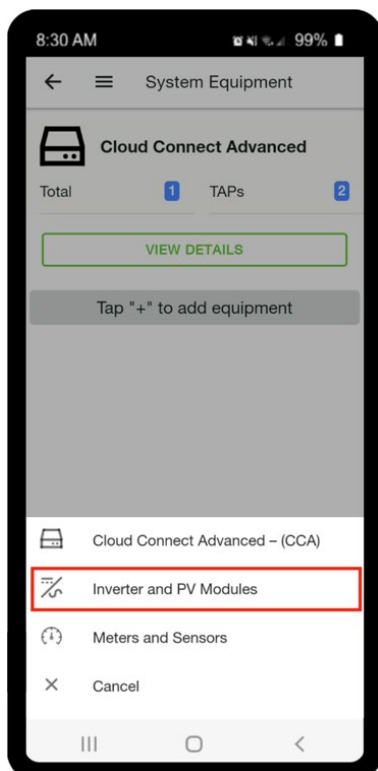 8:30 AM 99%
System Equipment
Cloud Connect Advanced
Total 1 TAPs 2
VIEW DETAILS
Tap "+" to add equipment
Cloud Connect Advanced – (CCA)
Inverter and PV Modules
Meters and Sensors
Cancel